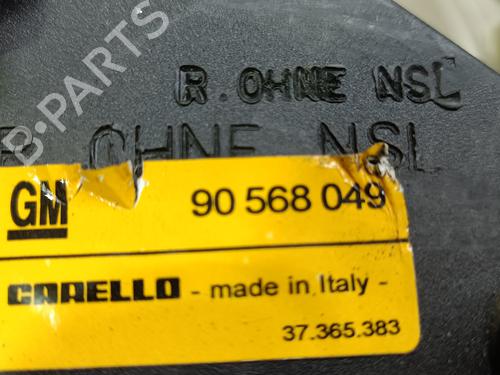 R. OHNE NSL
R OHNE NSL
GM 90 568 049
CARELLO - made in Italy -
37.365.383
B-PARTS